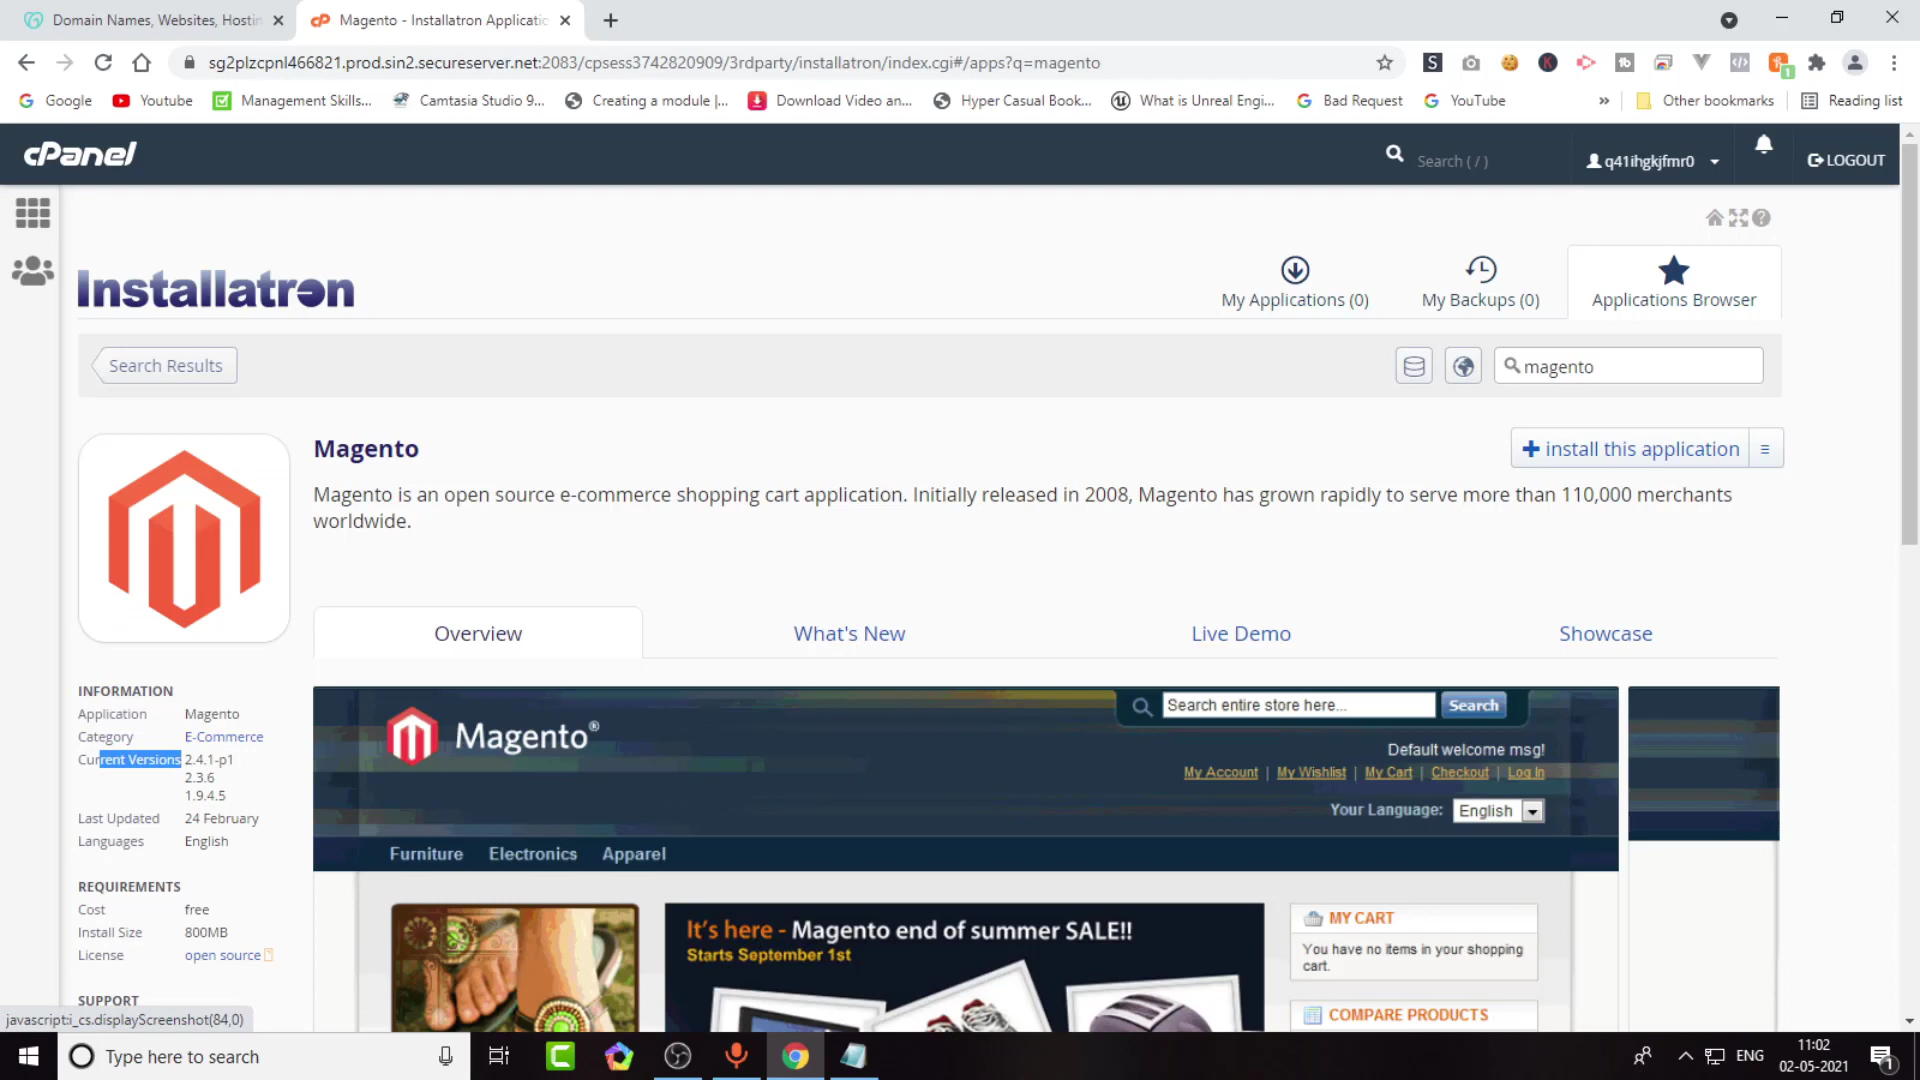 Domain Names, Websites, Hostin
Magento - Installatron Applicatio
sg2plzcpnl466821.prod.sin2.secureserver.net:2083/cpsess3742820909/3rdparty/installatron/index.cgi#/apps?q=magento
Google
Youtube
Management Skills...
Camtasia Studio 9...
Creating a module |...
Download Video an...
Hyper Casual Book...
What is Unreal Engi...
Bad Request
YouTube
»
Other bookmarks
Reading list
cPanel
Search ( / )
q41ihgkjfmr0
LOGOUT
Installatron
My Applications (0)
My Backups (0)
Applications Browser
Search Results
magento
Magento
+ install this application
Magento is an open source e-commerce shopping cart application. Initially released in 2008, Magento has grown rapidly to serve more than 110,000 merchants
worldwide.
Overview
What's New
Live Demo
Showcase
INFORMATION
Application Magento
Category E-Commerce
Current Versions 2.4.1-p1
2.3.6
1.9.4.5
Last Updated 24 February
Languages English
REQUIREMENTS
Cost free
Install Size 800MB
License open source
SUPPORT
javascript:i_cs.displayScreenshot(84,0)
Magento®
Search entire store here...
Search
Default welcome msg!
My Account | My Wishlist | My Cart | Checkout | Log In
Your Language: English
Furniture Electronics Apparel
It's here - Magento end of summer SALE!!
Starts September 1st
MY CART
You have no items in your shopping
cart.
COMPARE PRODUCTS
Type here to search
ENG
11:02
02-05-2021
1